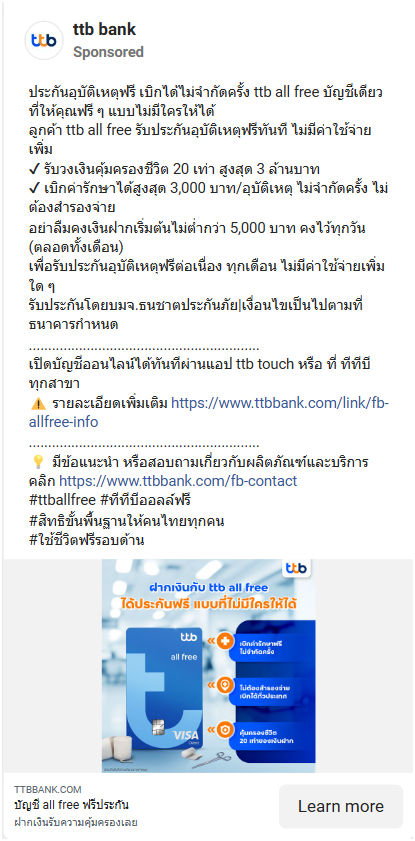 ttb
ttb bank
Sponsored
ประกันอุบัติเหตุฟรี เบิกได้ไม่จำกัดครั้ง ttb all free บัญชีเดียว
ที่ให้คุณฟรี ๆ แบบไม่มีใครให้ได้
ลูกค้า ttb all free รับประกันอุบัติเหตุฟรีทันที ไม่มีค่าใช้จ่าย
เพิ่ม
✓ รับวงเงินคุ้มครองชีวิต 20 เท่า สูงสุด 3 ล้านบาท
✓ เบิกค่ารักษาได้สูงสุด 3,000 บาท/อุบัติเหตุ ไม่จำกัดครั้ง ไม่
ต้องสำรองจ่าย
อย่าลืมคงเงินฝากเริ่มต้นไม่ต่ำกว่า 5,000 บาท คงไว้ทุกวัน
(ตลอดทั้งเดือน)
เพื่อรับประกันอุบัติเหตุฟรีต่อเนื่อง ทุกเดือน ไม่มีค่าใช้จ่ายเพิ่ม
ใด ๆ
รับประกันโดยบมจ.ธนชาตประกันภัย|เงื่อนไขเป็นไปตามที่
ธนาคารกำหนด
............................................................
เปิดบัญชีออนไลน์ได้ทันทีผ่านแอป ttb touch หรือ ที่ ทีทีบี
ทุกสาขา
⚠️ รายละเอียดเพิ่มเติม https://www.ttbbank.com/link/fb-
allfree-info
............................................................
💡 มีข้อแนะนำ หรือสอบถามเกี่ยวกับผลิตภัณฑ์และบริการ
คลิก https://www.ttbbank.com/fb-contact
#ttballfree #ทีทีบีออลล์ฟรี
#สิทธิขั้นพื้นฐานให้คนไทยทุกคน
#ใช้ชีวิตฟรีรอบด้าน
ttb
ฝากเงินกับ ttb all free
ได้ประกันฟรี แบบที่ไม่มีใครให้ได้
ttb
all free
VISA
Debit
เบิกค่ารักษาฟรี
ไม่จำกัดครั้ง
ไม่ต้องสำรองจ่าย
เบิกได้ทั่วประเทศ
คุ้มครองชีวิต
20 เท่าของเงินฝาก
TTBBANK.COM
บัญชี all free ฟรีประกัน
ฝากเงินรับความคุ้มครองเลย
Learn more